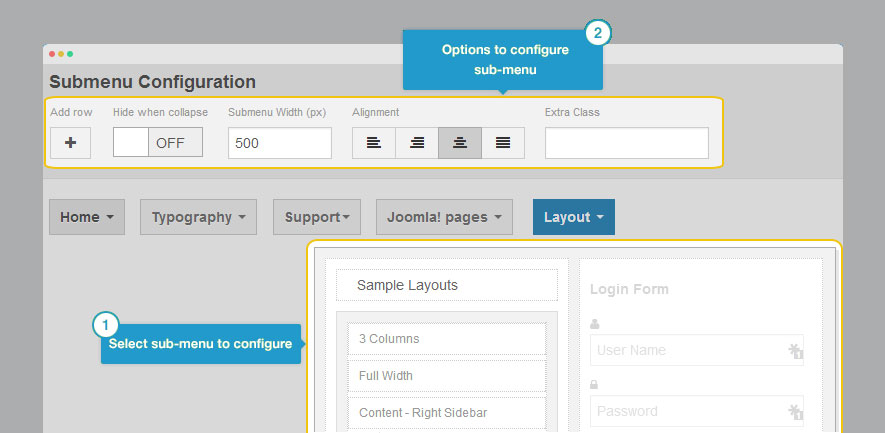 2
Options to configure
sub-menu
Submenu Configuration
Add row Hide when collapse Submenu Width (px) Alignment Extra Class
OFF 500
Home Typography Support Joomla! pages Layout
Sample Layouts
Login Form
1
Select sub-menu to configure
3 Columns
User Name
1
Full Width
Content - Right Sidebar
Password
1